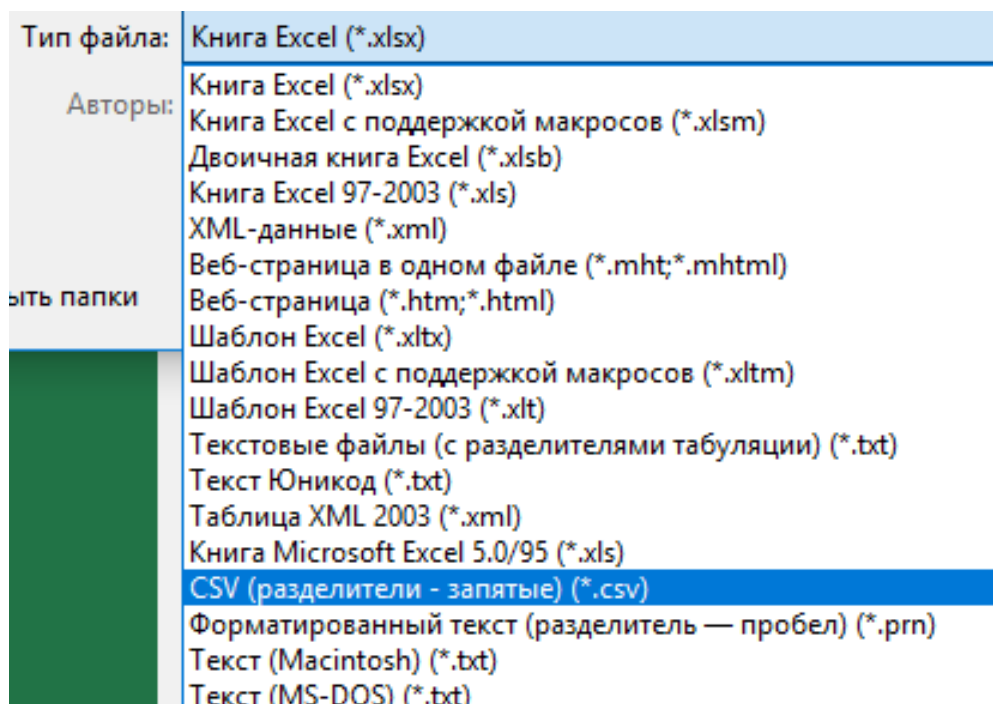 Тип файла: Книга Excel (*.xlsx)
Авторы:
Книга Excel (*.xlsx)
Книга Excel с поддержкой макросов (*.xlsm)
Двоичная книга Excel (*.xlsb)
Книга Excel 97-2003 (*.xls)
XML-данные (*.xml)
Веб-страница в одном файле (*.mht;*.mhtml)
ыть папки
Веб-страница (*.htm;*.html)
Шаблон Excel (*.xltx)
Шаблон Excel с поддержкой макросов (*.xltm)
Шаблон Excel 97-2003 (*.xlt)
Текстовые файлы (с разделителями табуляции) (*.txt)
Текст Юникод (*.txt)
Таблица XML 2003 (*.xml)
Книга Microsoft Excel 5.0/95 (*.xls)
CSV (разделители - запятые) (*.csv)
Форматированный текст (разделитель — пробел) (*.prn)
Текст (Macintosh) (*.txt)
Текст (MS-DOS) (*.txt)